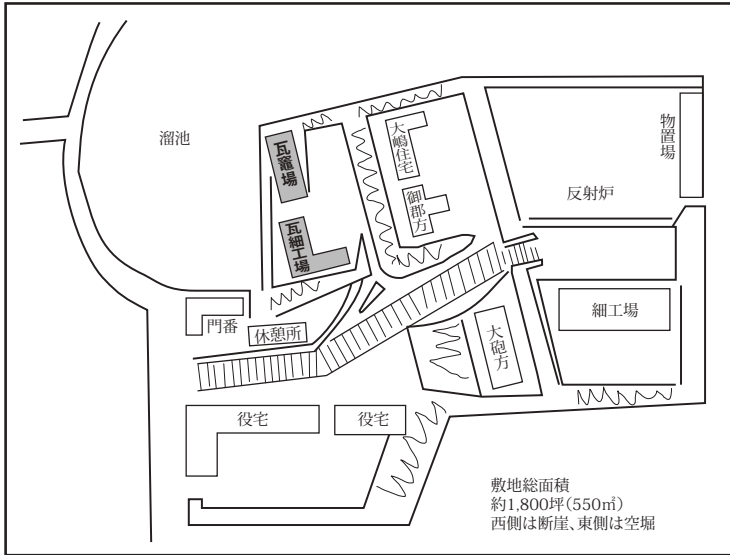 溜池
瓦竈場
瓦細工場
大嶋住宅
御郡方
物置場
反射炉
門番
休憩所
大砲方
細工場
役宅
役宅
敷地総面積
約1,800坪(550㎡)
西側は断崖、東側は空堀